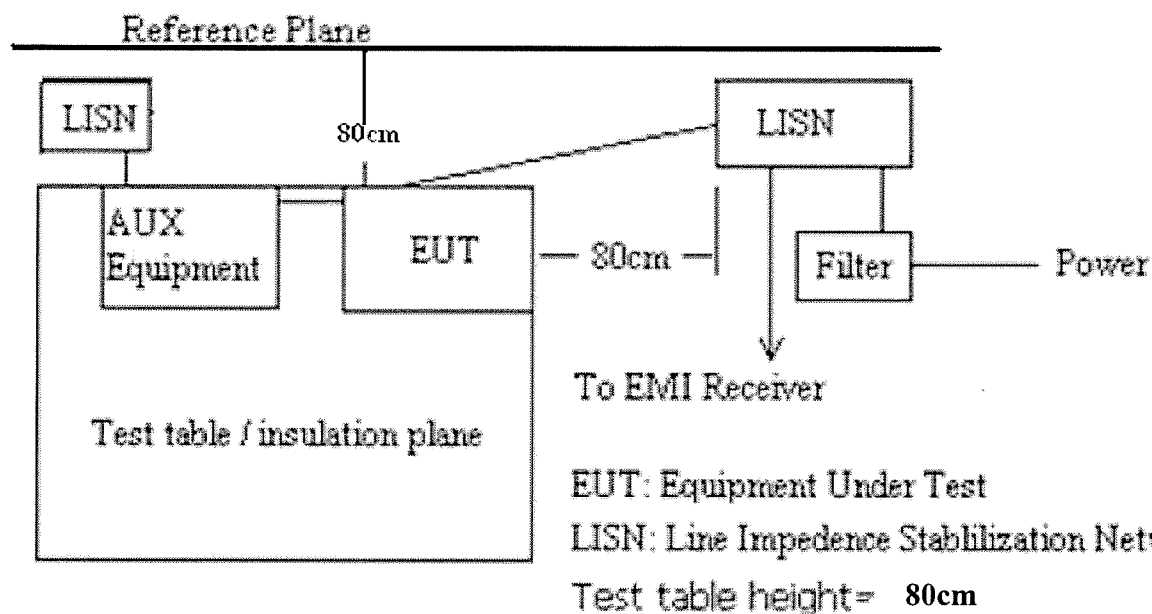 Reference Plane
LISN
LISN
80cm
AUX
Equipment
EUT
80cm
Filter
Power
To EMI Receiver
Test table / insulation plane
EUT: Equipment Under Test
LISN: Line Impedence Stablilization
Test table height= 80cm